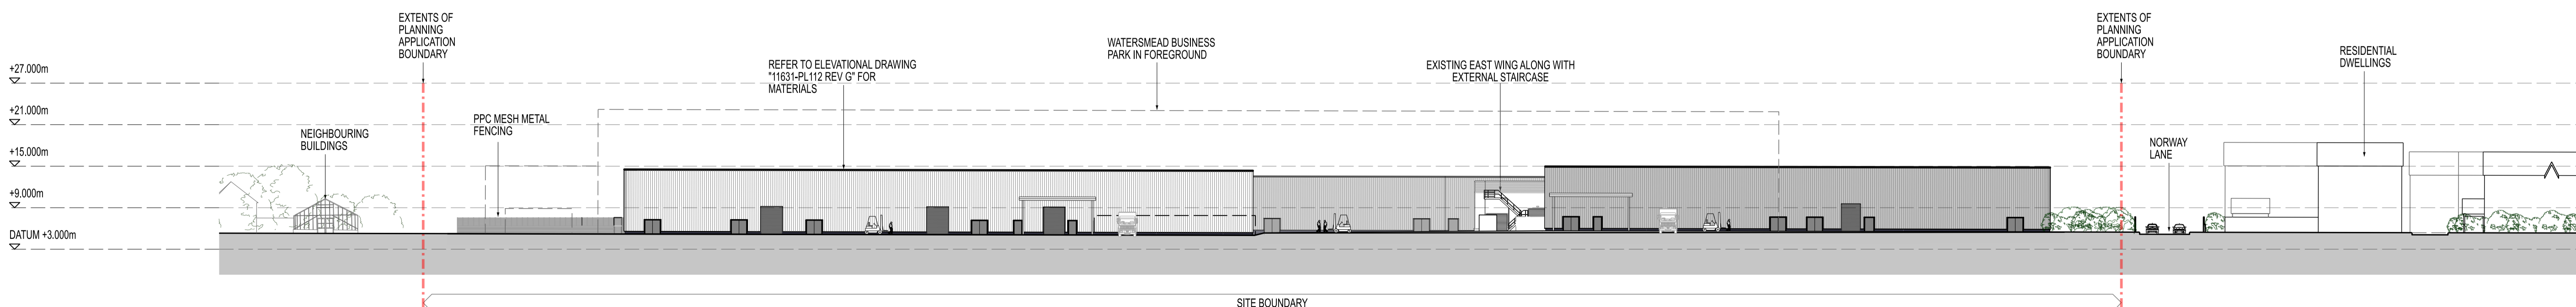 EXTENTS OF
PLANNING
APPLICATION
BOUNDARY
EXTENTS OF
PLANNING
APPLICATION
BOUNDARY
WATERSMEAD BUSINESS
PARK IN FOREGROUND
RESIDENTIAL
DWELLINGS
REFER TO ELEVATIONAL DRAWING
"11631-PL112 REV G" FOR
MATERIALS
EXISTING EAST WING ALONG WITH
EXTERNAL STAIRCASE
+27.000m
+21.000m
PPC MESH METAL
FENCING
NEIGHBOURING
BUILDINGS
NORWAY
LANE
+15.000m
+9.000m
DATUM +3.000m
SITE BOUNDARY